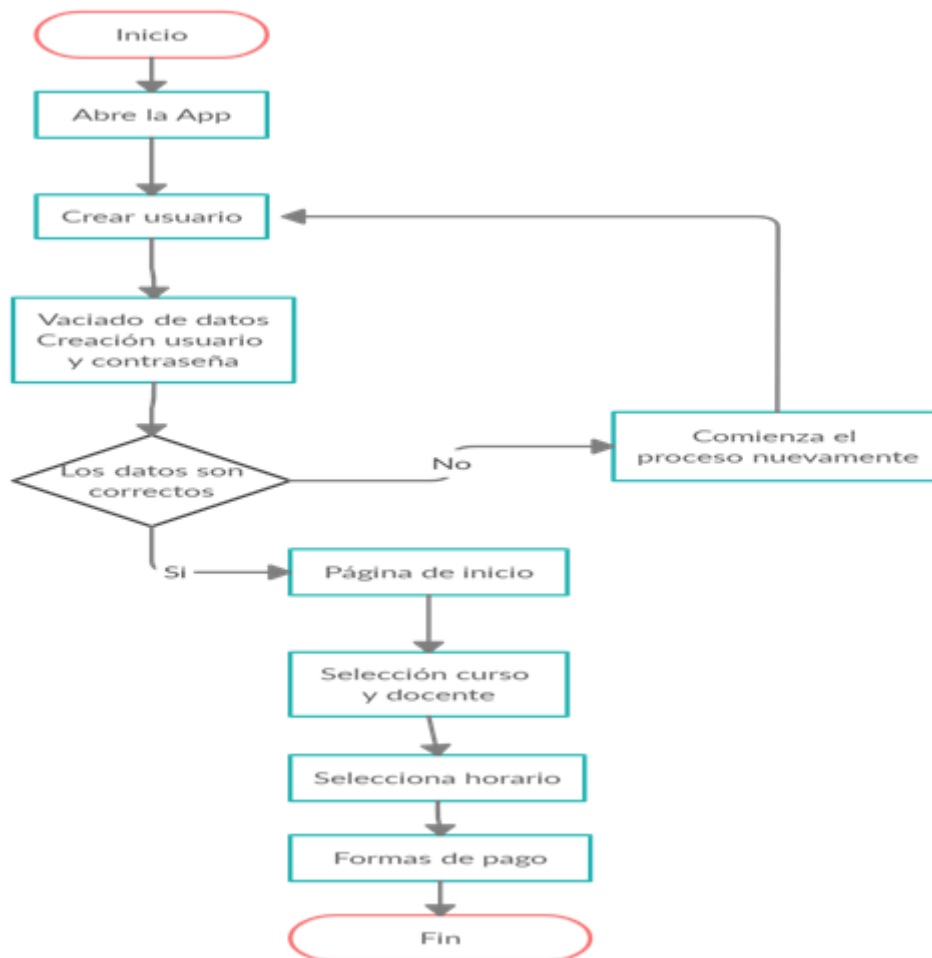 Inicio
Abre la App
Crear usuario
Vaciado de datos
Creación usuario
y contraseña
Los datos son
correctos
No
Comienza el
proceso nuevamente
Si
Página de inicio
Selección curso
y docente
Selecciona horario
Formas de pago
Fin